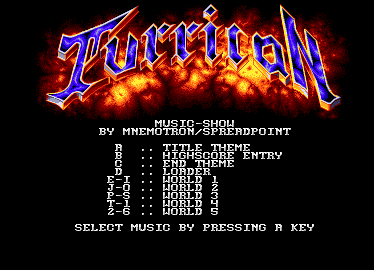 Turrican
MUSIC-SHOW
BY MNEMOTRON/SPREADPOINT
A .. TITLE THEME
B .. HIGHSCORE ENTRY
C .. END THEME
D .. LOADER
E-I .. WORLD 1
J-O .. WORLD 2
P-S .. WORLD 3
T-1 .. WORLD 4
2-6 .. WORLD 5
SELECT MUSIC BY PRESSING A KEY